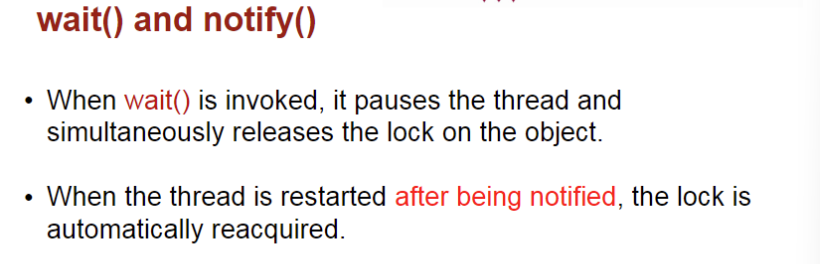 wait() and notify()
• When wait() is invoked, it pauses the thread and
simultaneously releases the lock on the object.
• When the thread is restarted after being notified, the lock is
automatically reacquired.